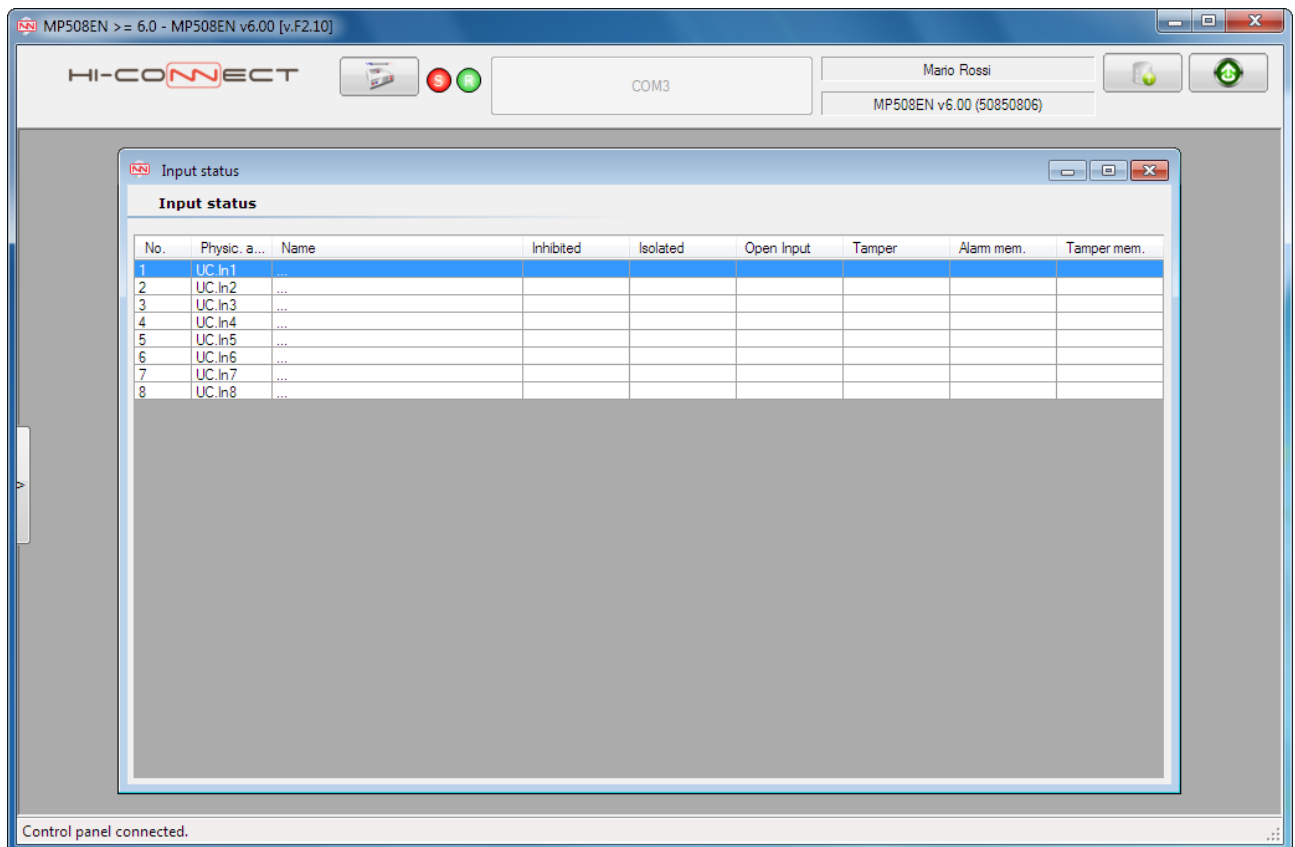 MP508EN >= 6.0 - MP508EN v6.00 [v.F2.10]
HI-CONNECT
S R
COM3
Mario Rossi
MP508EN v6.00 (50850806)
Input status
Input status
No. Physic. a... Name Inhibited Isolated Open Input Tamper Alarm mem. Tamper mem.
1 UC.In1 ...
2 UC.In2 ...
3 UC.In3 ...
4 UC.In4 ...
5 UC.In5 ...
6 UC.In6 ...
7 UC.In7 ...
8 UC.In8 ...
>
Control panel connected.